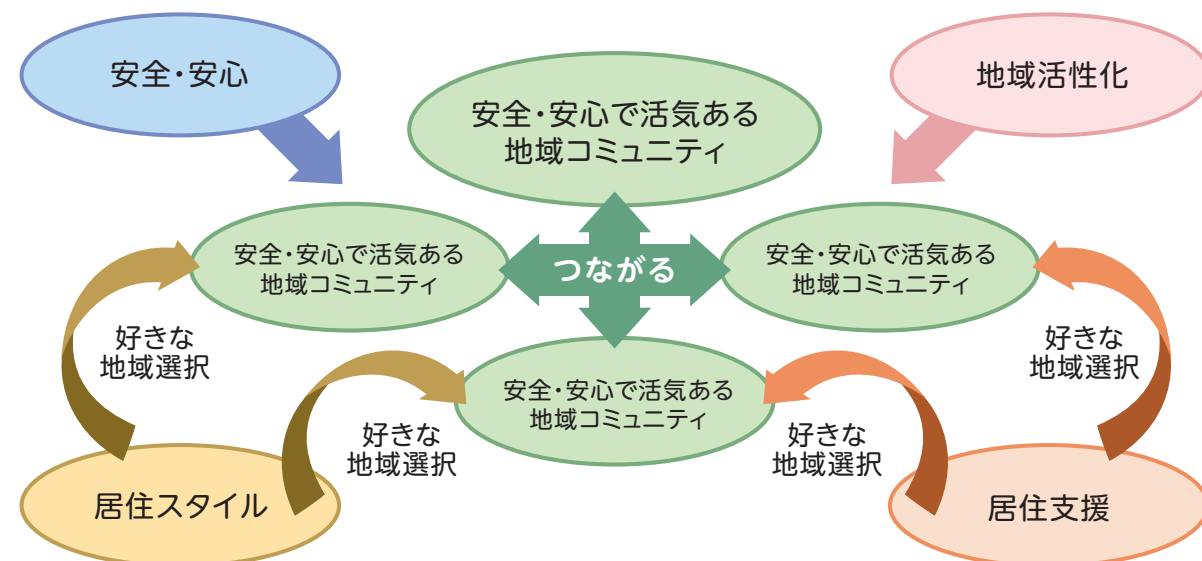 安全・安心
安全・安心で活気ある
地域コミュニティ
地域活性化
安全・安心で活気ある
地域コミュニティ
つながる
安全・安心で活気ある
地域コミュニティ
好きな
地域選択
好きな
地域選択
安全・安心で活気ある
地域コミュニティ
好きな
地域選択
好きな
地域選択
居住スタイル
居住支援